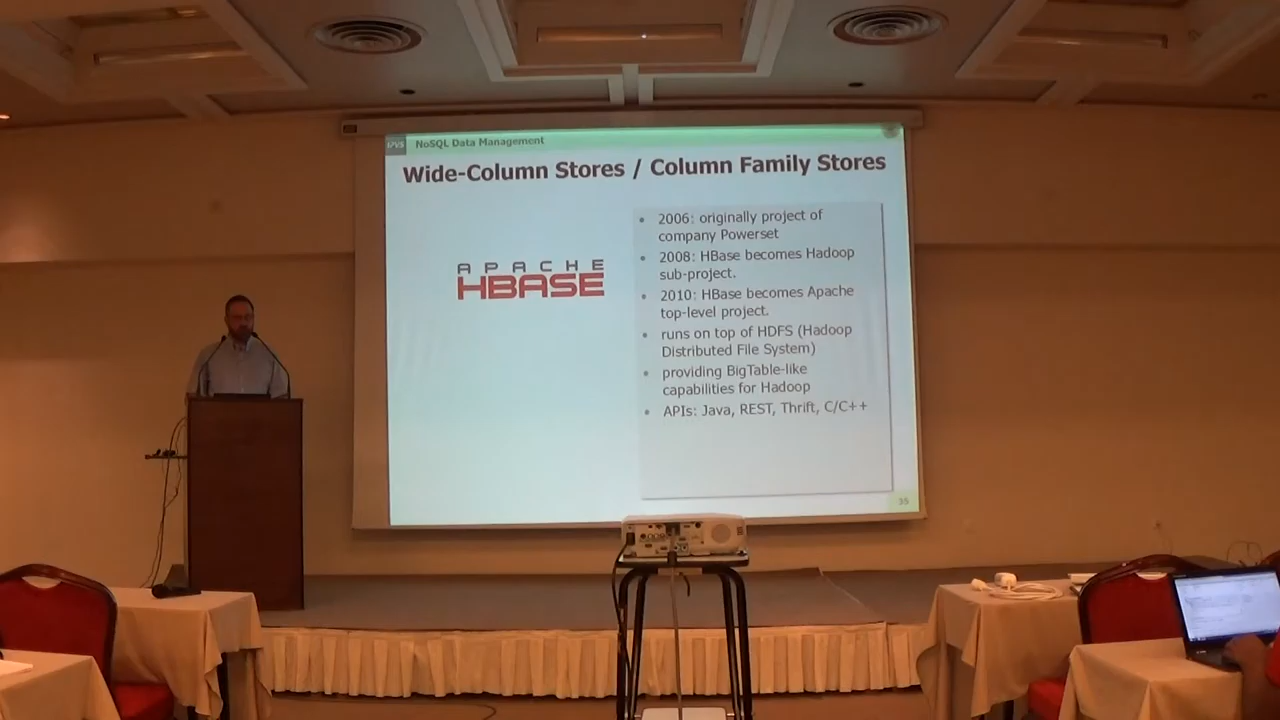 IPVS
NoSQL Data Management
Wide-Column Stores / Column Family Stores
APACHE
HBASE
• 2006: originally project of
company Powerset
• 2008: HBase becomes Hadoop
sub-project.
• 2010: HBase becomes Apache
top-level project.
• runs on top of HDFS (Hadoop
Distributed File System)
• providing BigTable-like
capabilities for Hadoop
• APIs: Java, REST, Thrift, C/C++
35